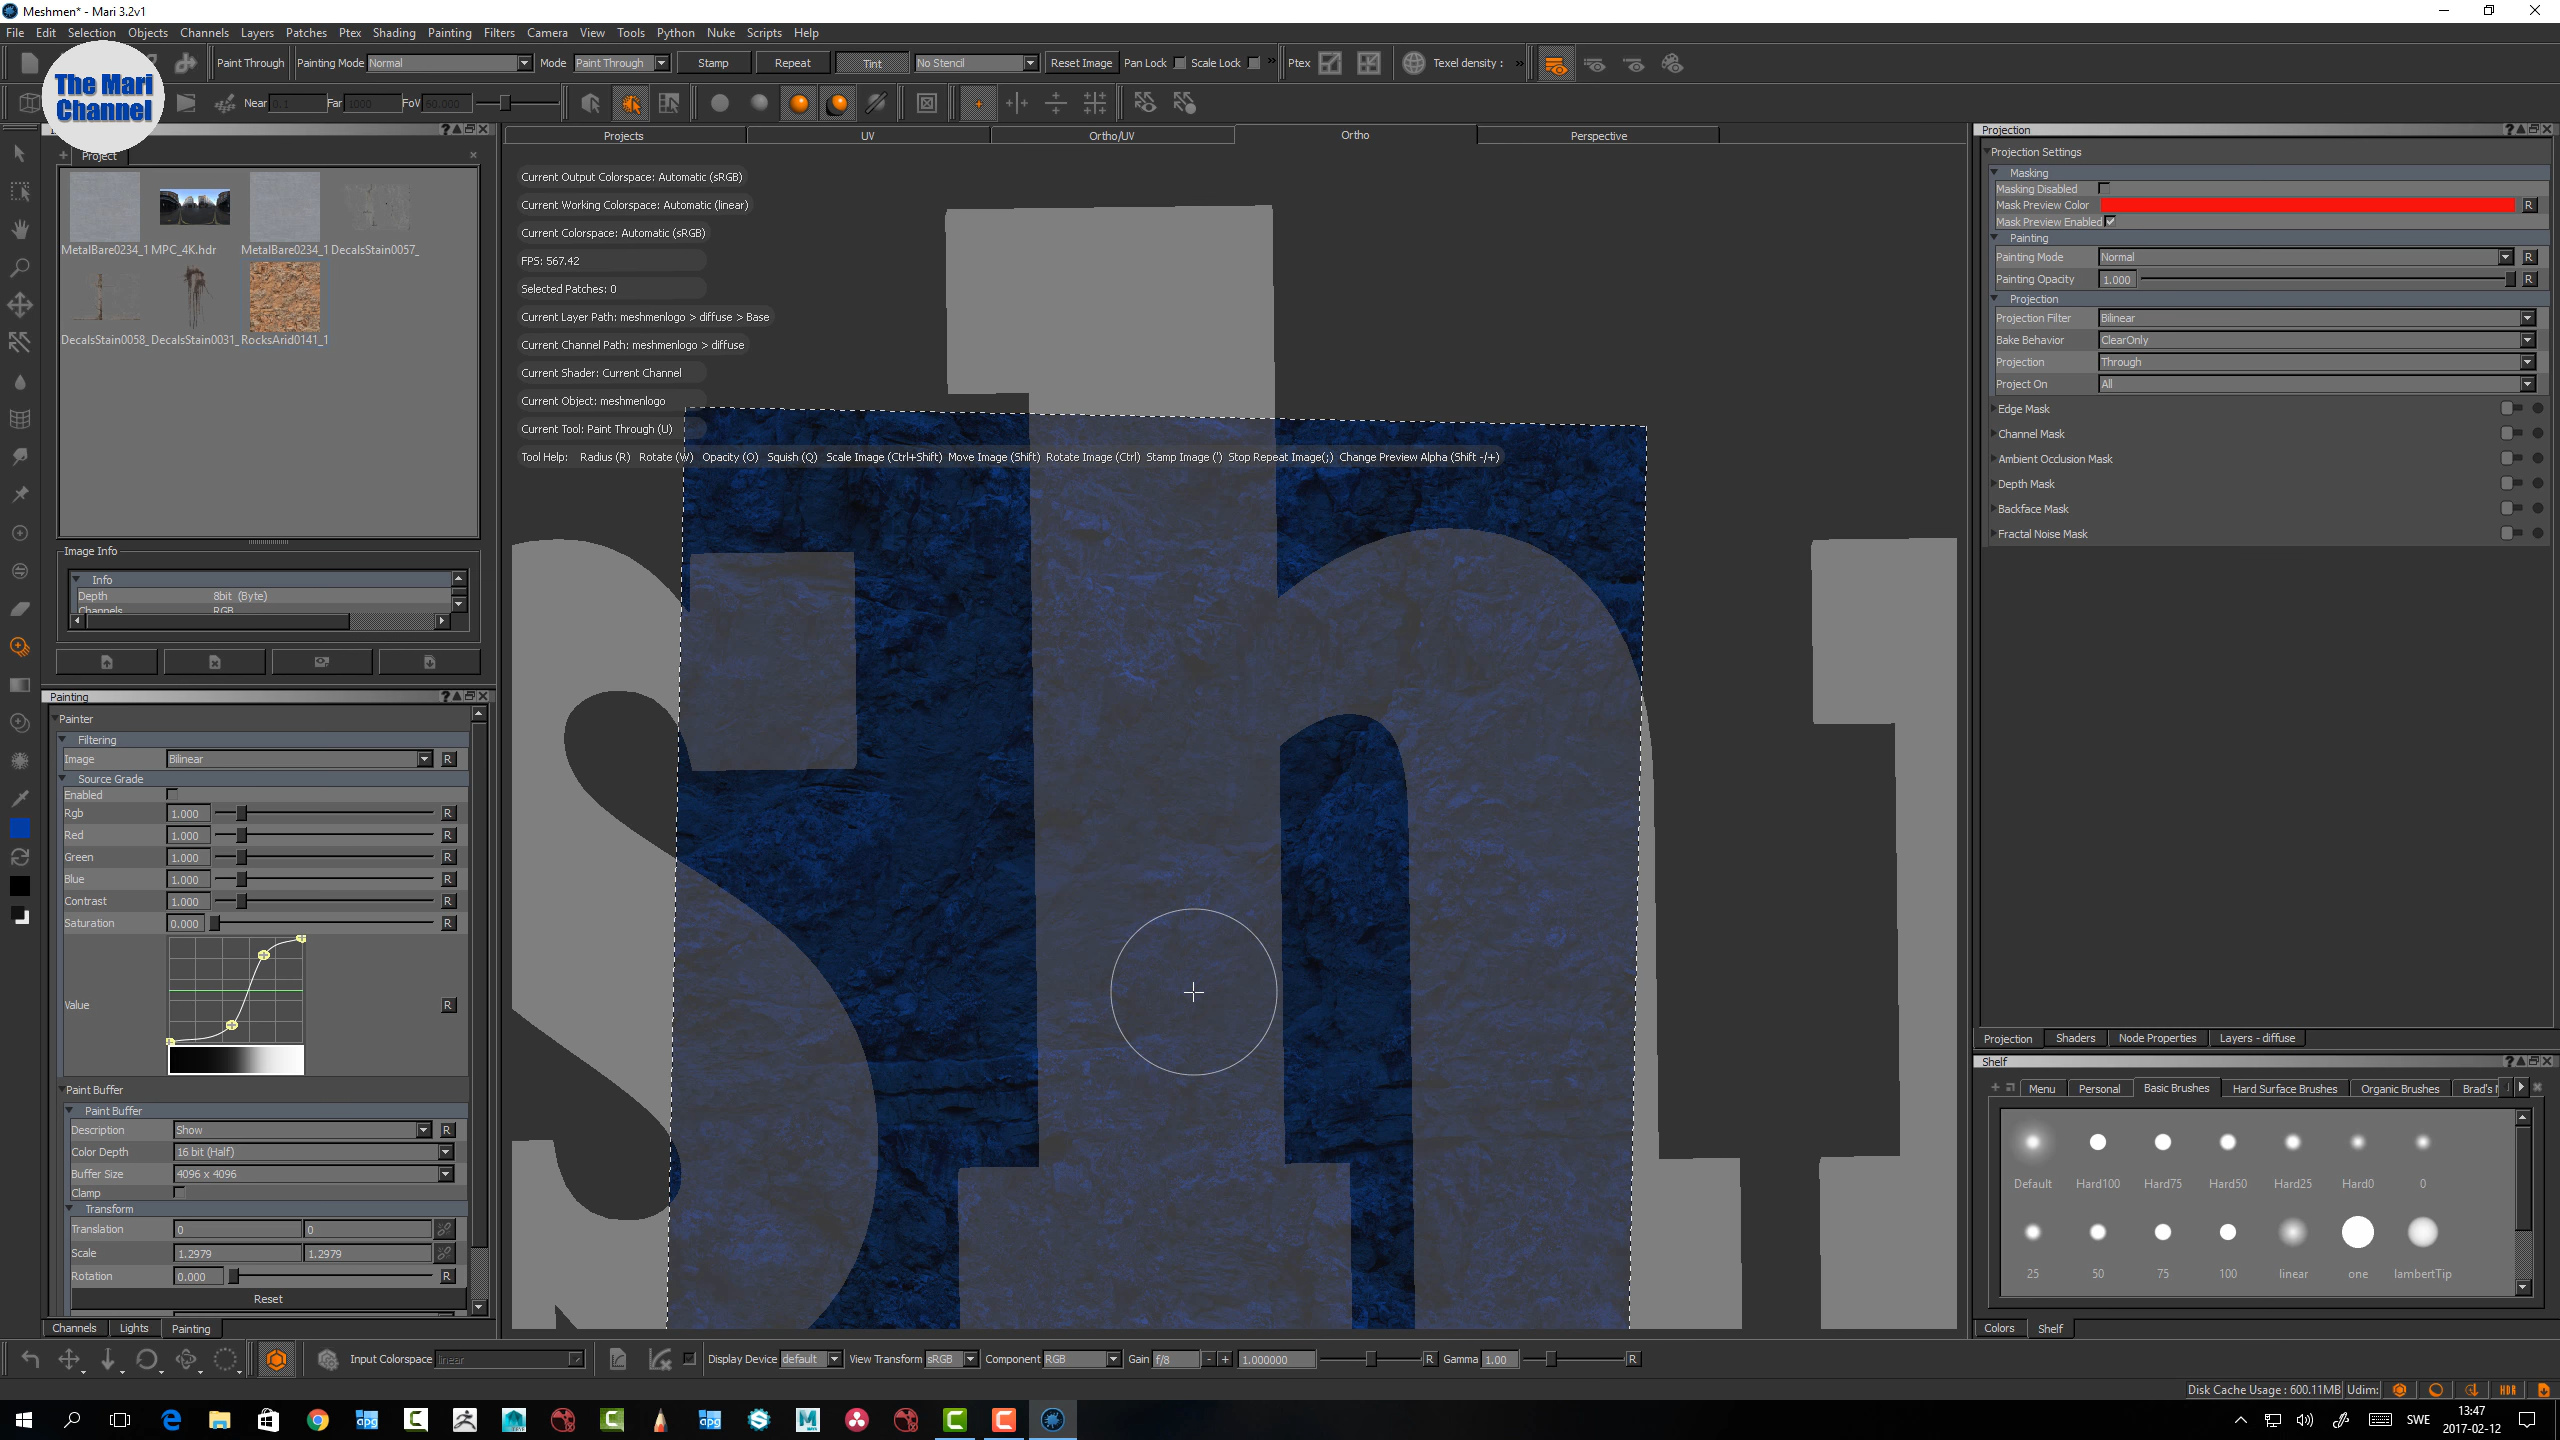 Meshmen* - Mari 3.2v1
File Edit Selection Objects Channels Layers Patches Ptex Shading Painting Filters Camera View Tools Python Nuke Scripts Help
Paint Through Painting Mode Normal Mode Paint Through Stamp Repeat Tint No Stencil Reset Image Pan Lock Scale Lock » Ptex Texel density : »
The Mari
Channel
Near 0.1 Far 1000 FoV 60.000
Projects UV Ortho/UV Ortho Perspective
Project
MetalBare0234_1 MPC_4K.hdr MetalBare0234_1 DecalsStain0057_
DecalsStain0058_ DecalsStain0031_ RocksArid0141_1
Image Info
Info
Depth 8bit (Byte)
Channels RGB
Painting
Painter
Filtering
Image Bilinear R
Source Grade
Enabled
Rgb 1.000 R
Red 1.000 R
Green 1.000 R
Blue 1.000 R
Contrast 1.000 R
Saturation 0.000 R
Value R
Paint Buffer
Paint Buffer
Description Show R
Color Depth 16 bit (Half)
Buffer Size 4096 x 4096
Clamp
Transform
Translation 0 0
Scale 1.2979 1.2979
Rotation 0.000 R
Reset
Channels Lights Painting
Current Output Colorspace: Automatic (sRGB)
Current Working Colorspace: Automatic (linear)
Current Colorspace: Automatic (sRGB)
FPS: 567.42
Selected Patches: 0
Current Layer Path: meshmenlogo > diffuse > Base
Current Channel Path: meshmenlogo > diffuse
Current Shader: Current Channel
Current Object: meshmenlogo
Current Tool: Paint Through (U)
Tool Help: Radius (R) Rotate (W) Opacity (O) Squish (Q) Scale Image (Ctrl+Shift) Move Image (Shift) Rotate Image (Ctrl) Stamp Image (') Stop Repeat Image(;) Change Preview Alpha (Shift -/+)
Projection
Projection Settings
Masking
Masking Disabled
Mask Preview Color R
Mask Preview Enabled
Painting
Painting Mode Normal R
Painting Opacity 1.000 R
Projection
Projection Filter Bilinear
Bake Behavior ClearOnly
Projection Through
Project On All
Edge Mask
Channel Mask
Ambient Occlusion Mask
Depth Mask
Backface Mask
Fractal Noise Mask
Projection Shaders Node Properties Layers - diffuse
Shelf
Menu Personal Basic Brushes Hard Surface Brushes Organic Brushes Brad's
Default Hard100 Hard75 Hard50 Hard25 Hard0 0
25 50 75 100 linear one lambertTip
Colors Shelf
Input Colorspace linear Display Device default View Transform sRGB Component RGB Gain f/8 - + 1.000000 R Gamma 1.00 R
Disk Cache Usage : 600.11MB Udim: HDR
SWE 13:47
2017-02-12